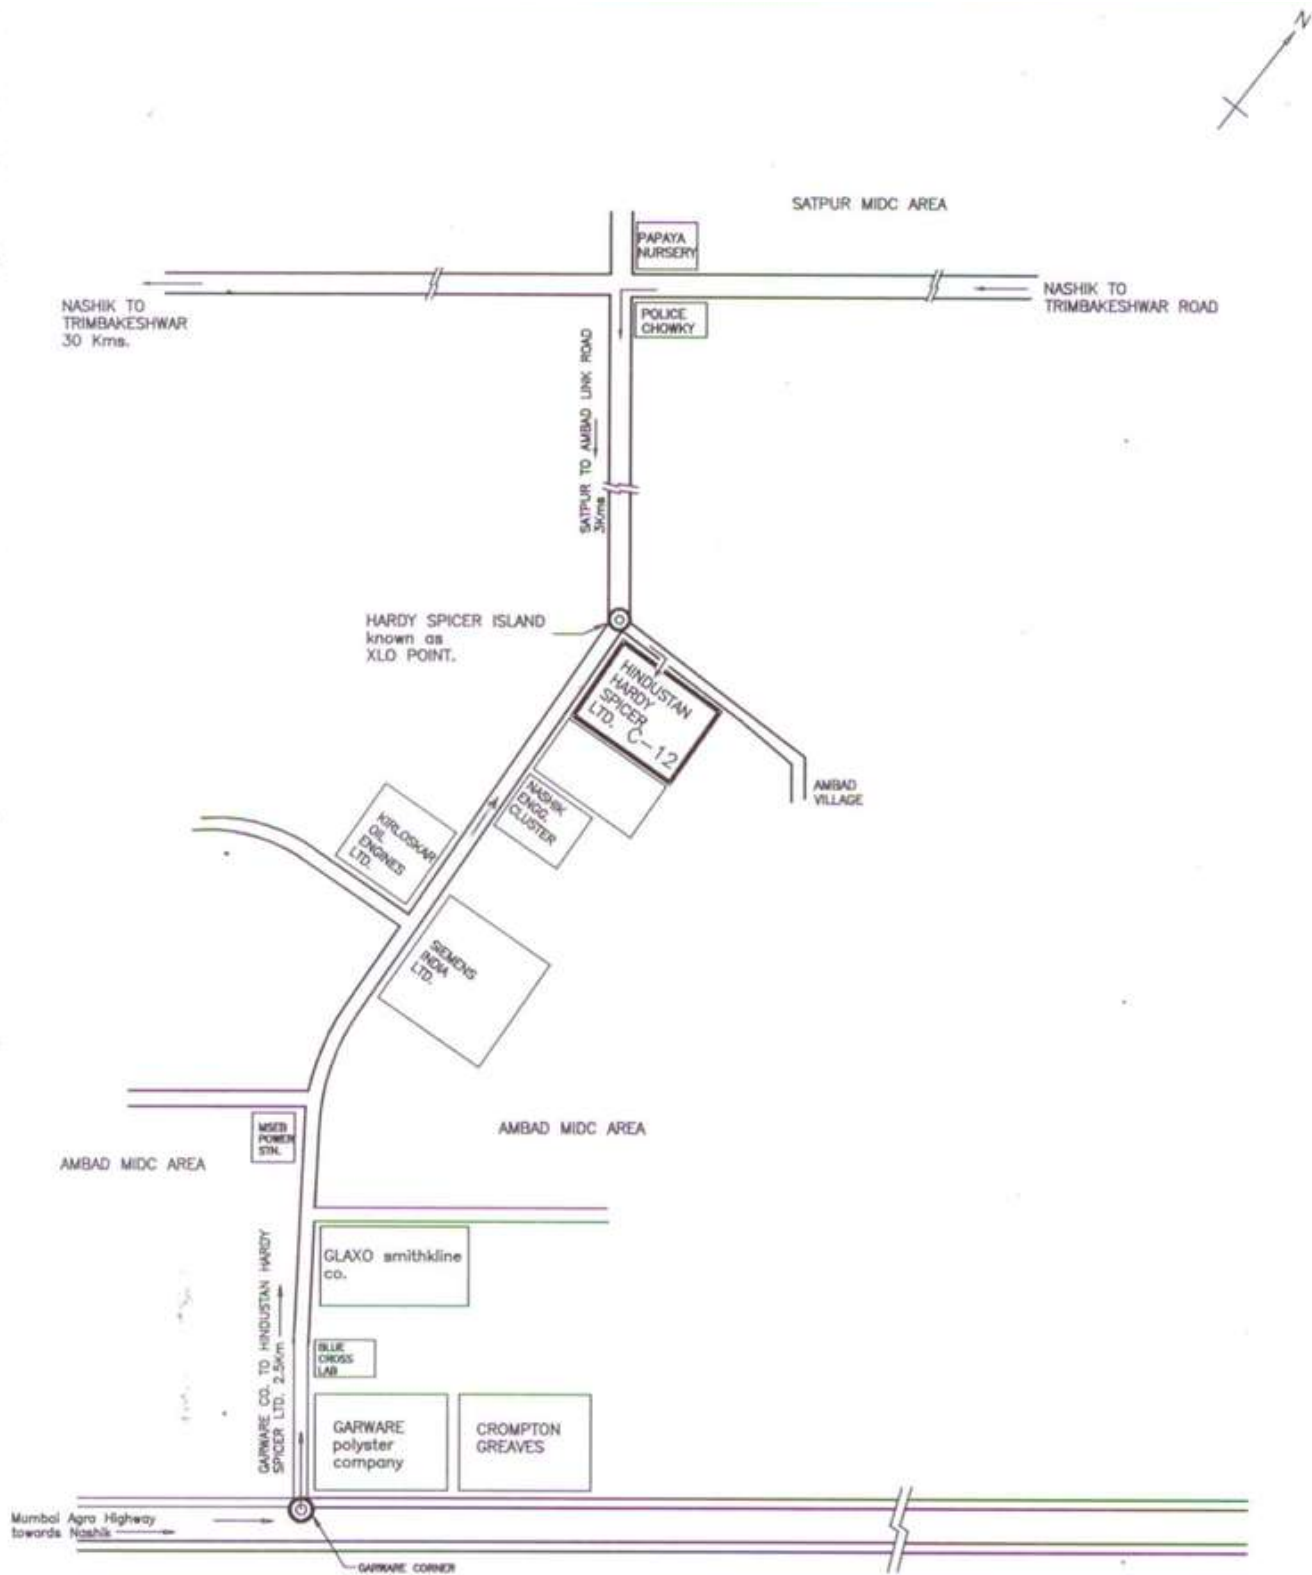 N
SATPUR MIDC AREA
PAPAYA
NURSERY
NASHIK TO
TRIMBAKESHWAR
30 Kms.
NASHIK TO
TRIMBAKESHWAR ROAD
POLICE
CHOWKY
SATPUR TO AMBAD LINK ROAD
3Kms
HARDY SPICER ISLAND
known as
XLO POINT.
HINDUSTAN
HARDY
SPICER
LTD. C-12
AMBAD
VILLAGE
NASHIK
ENGG.
CLUSTER
KIRLOSKAR
OIL
ENGINES
LTD.
SIEMENS
INDIA
LTD.
MSEB
POWER
STN.
AMBAD MIDC AREA
AMBAD MIDC AREA
GARWARE CO. TO HINDUSTAN HARDY
SPICER LTD. 2.5Km
GLAXO smithkline
co.
BLUE
CROSS
LAB
GARWARE
polyster
company
CROMPTON
GREAVES
Mumbai Agra Highway
towards Nashik
GARWARE CORNER